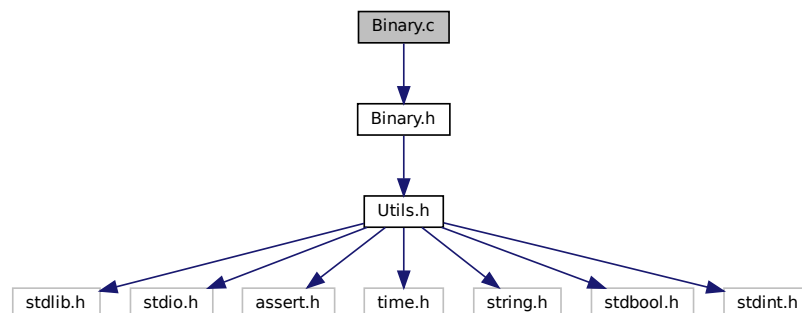 Binary.c
Binary.h
Utils.h
stdlib.h
stdio.h
assert.h
time.h
string.h
stdbool.h
stdint.h